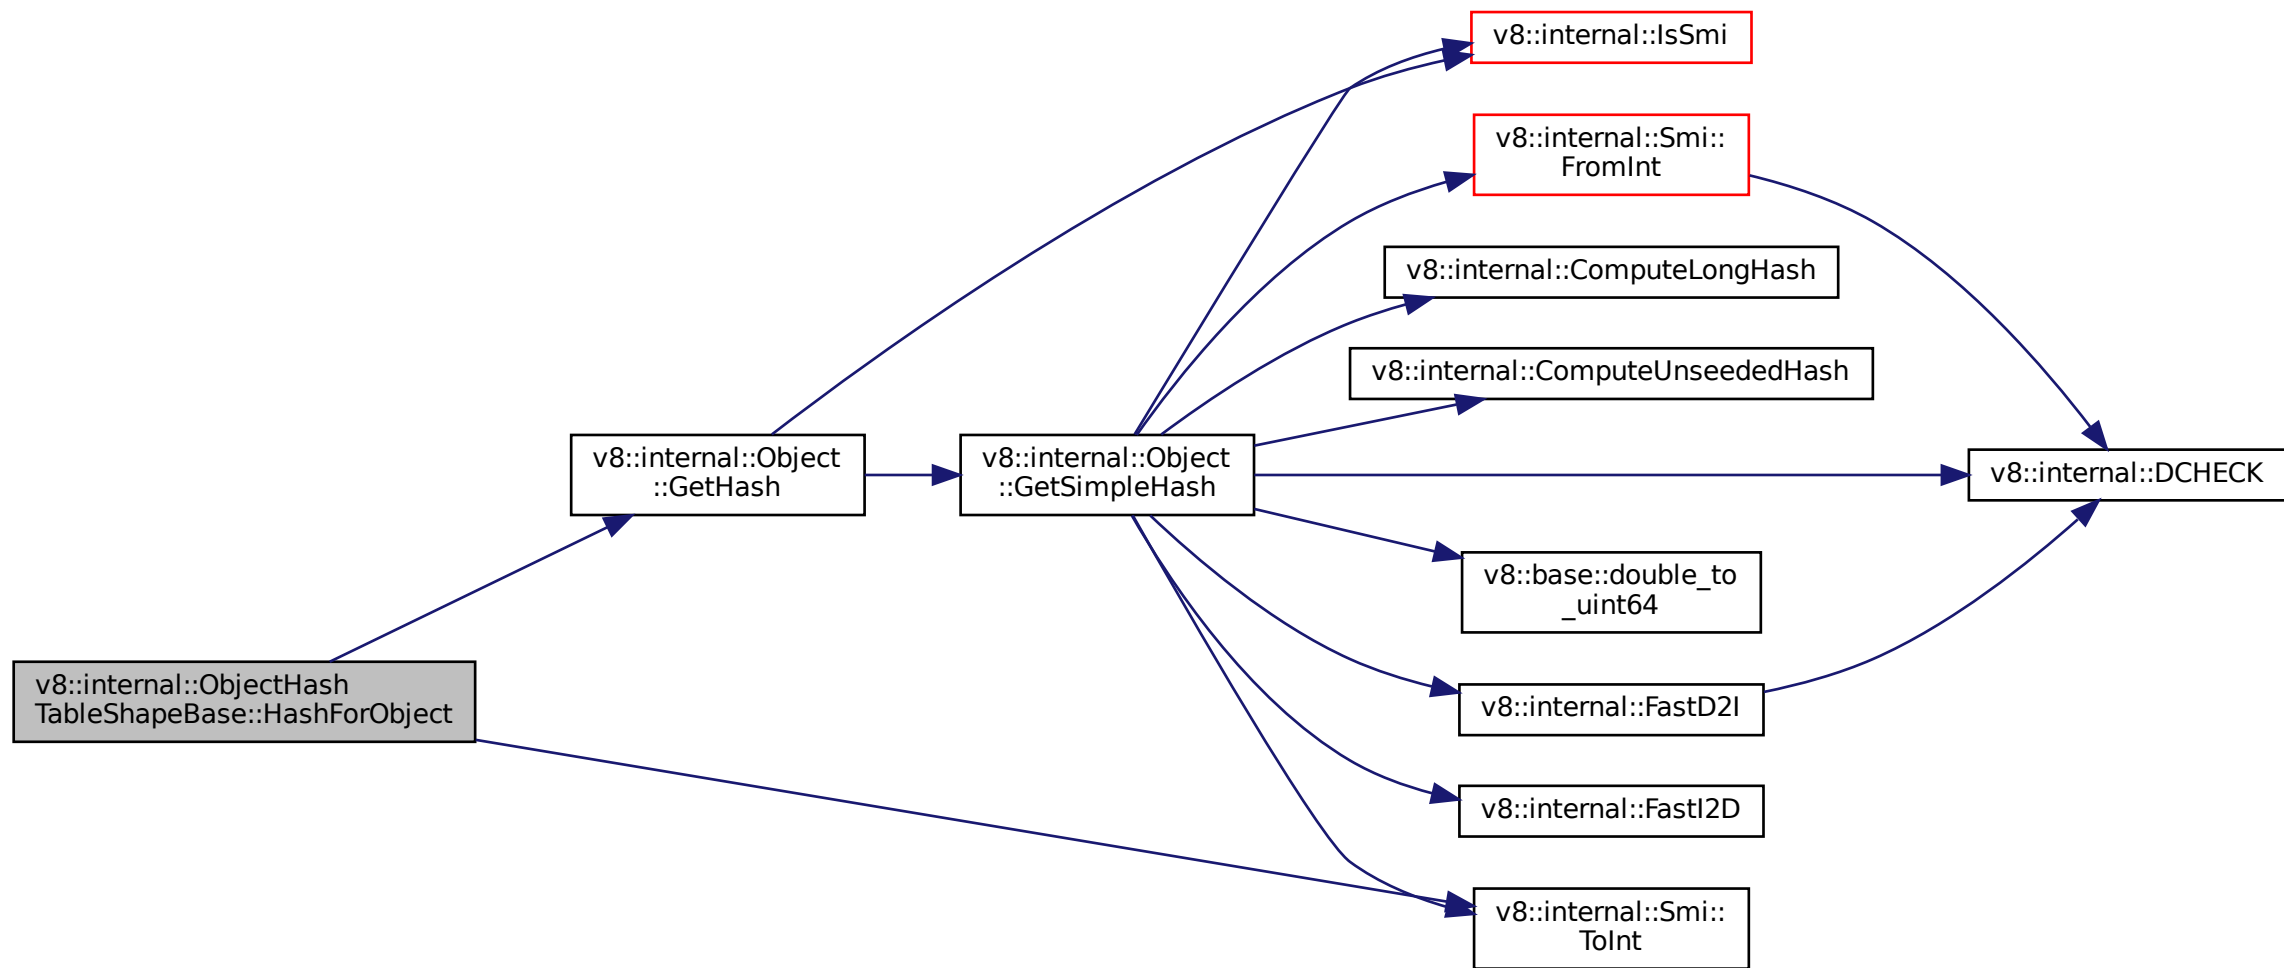 v8::internal::IsSmi
v8::internal::Smi::
FromInt
v8::internal::ComputeLongHash
v8::internal::ComputeUnseededHash
v8::internal::Object
::GetHash
v8::internal::Object
::GetSimpleHash
v8::internal::DCHECK
v8::base::double_to
_uint64
v8::internal::ObjectHash
TableShapeBase::HashForObject
v8::internal::FastD2I
v8::internal::FastI2D
v8::internal::Smi::
ToInt